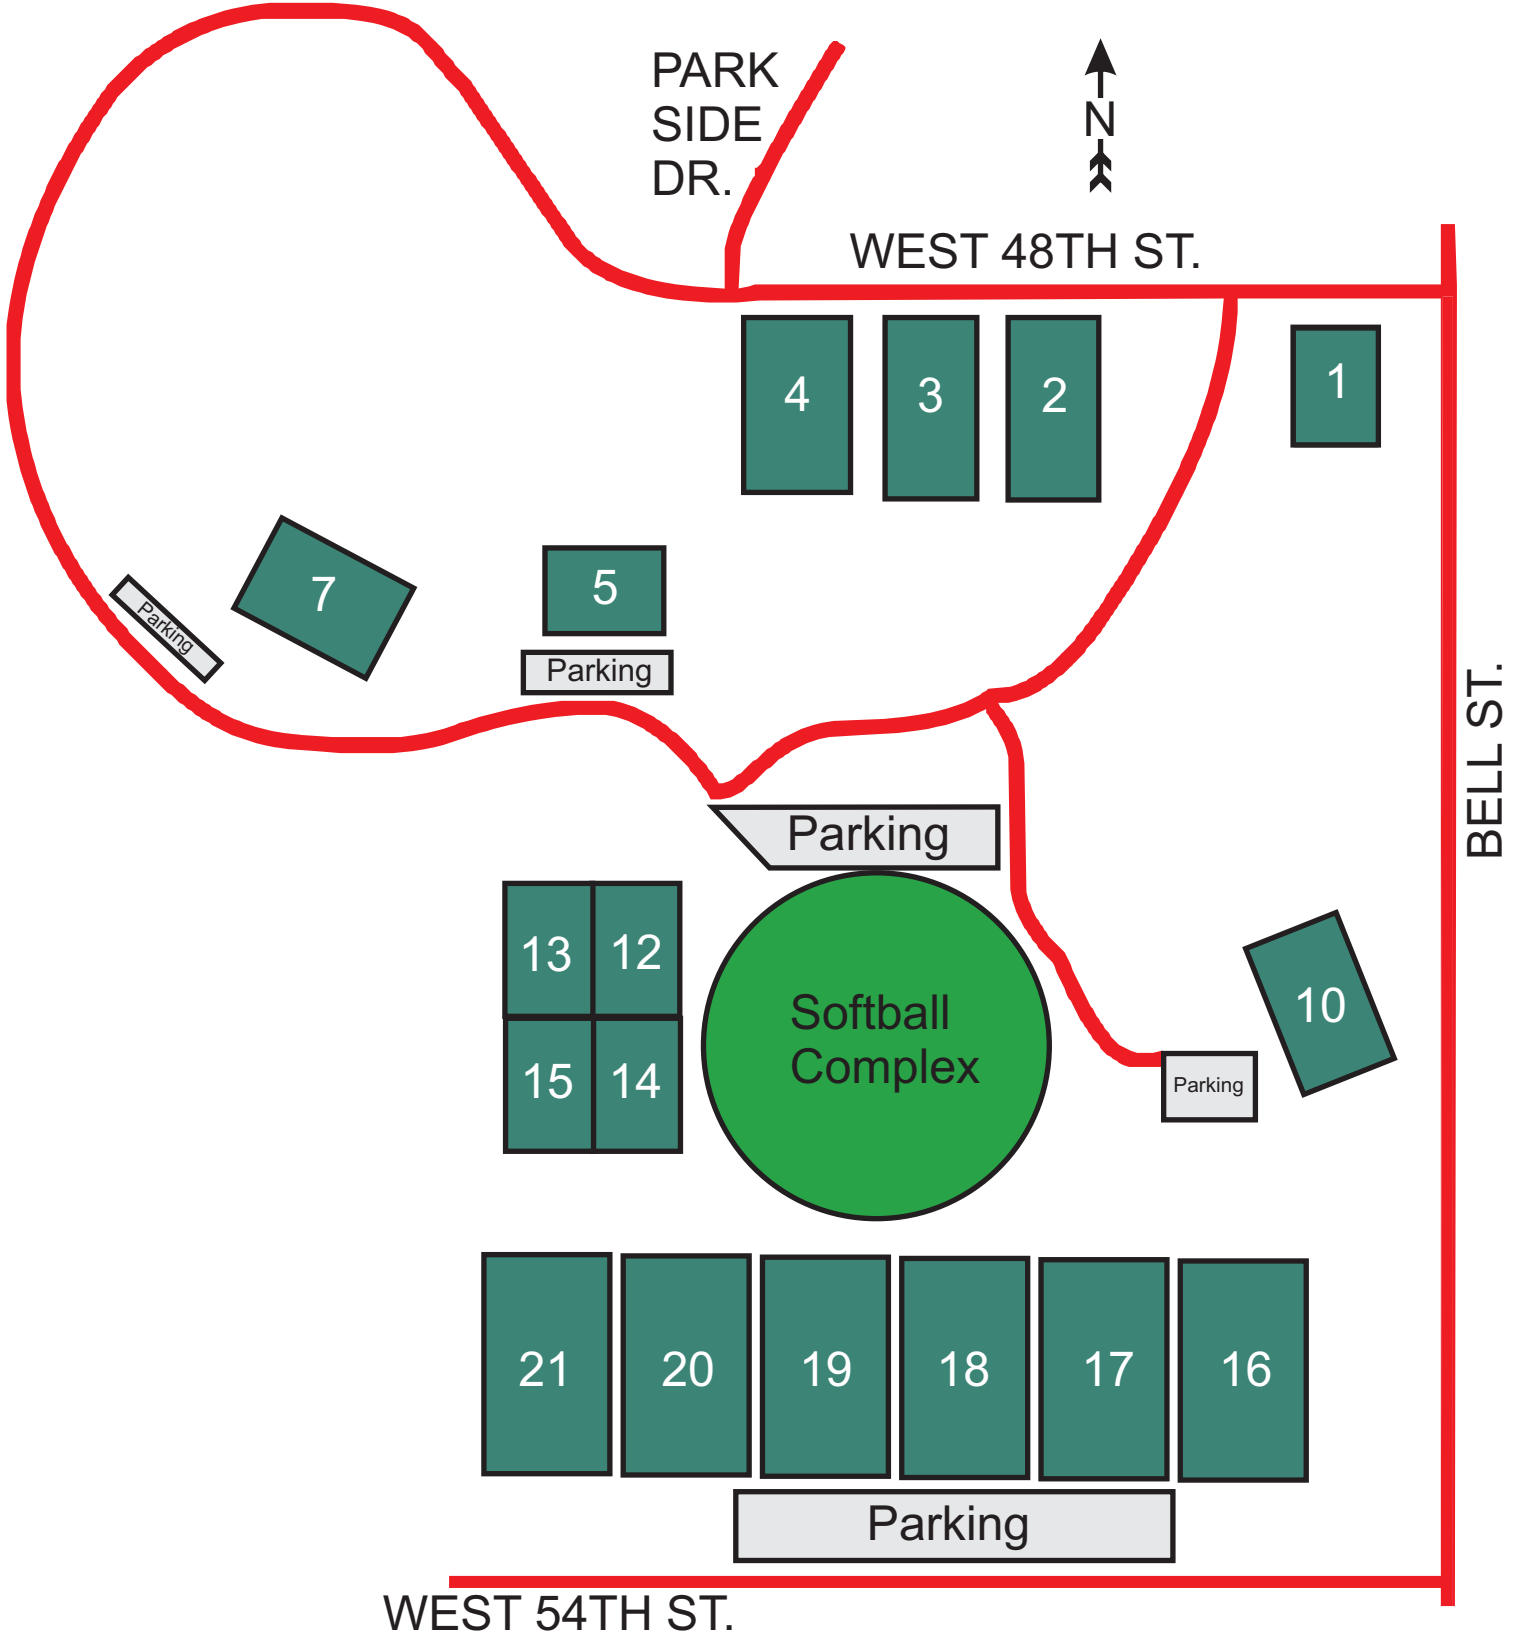 PARK
SIDE
DR.
N
WEST 48TH ST.
4
3
2
1
7
5
Parking
Parking
BELL ST.
Parking
13
12
15
14
Softball
Complex
10
Parking
21
20
19
18
17
16
Parking
WEST 54TH ST.